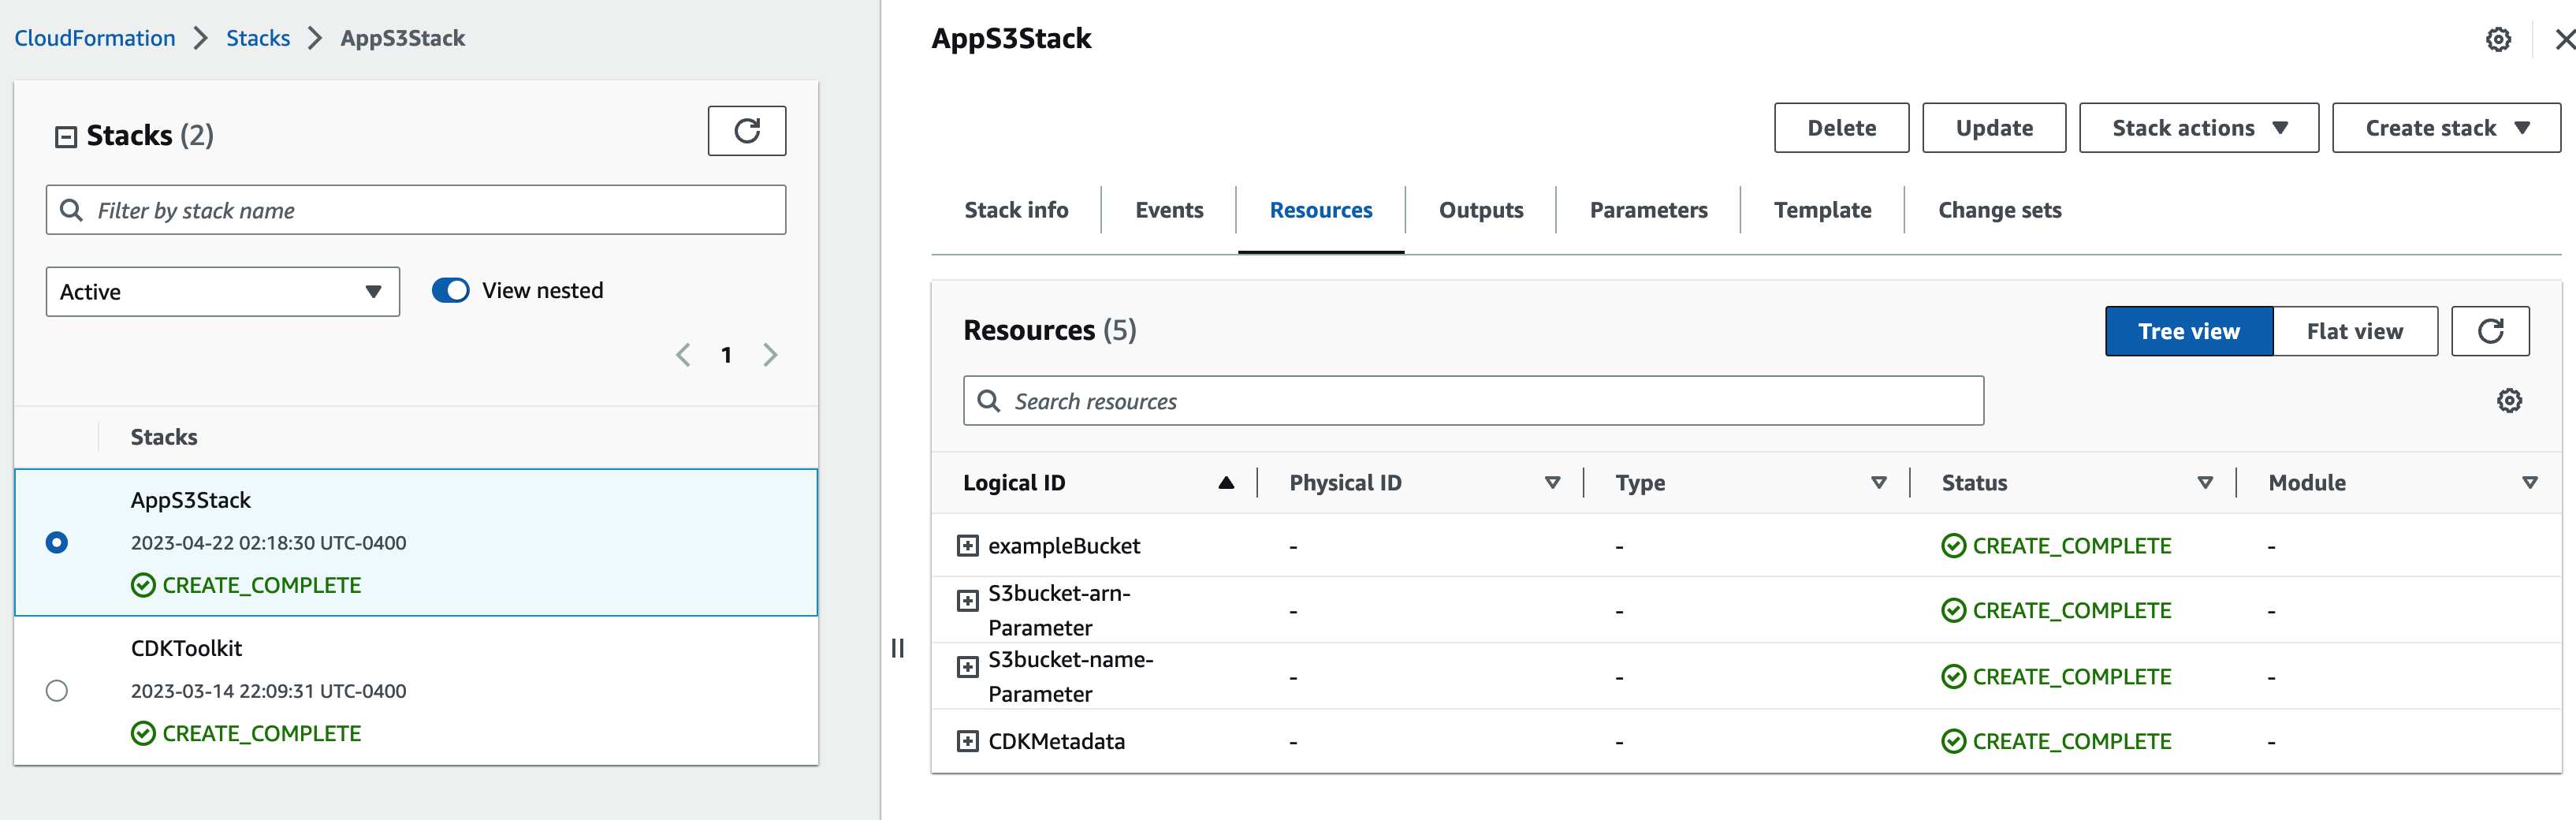 CloudFormation > Stacks > AppS3Stack
Stacks (2)
Filter by stack name
Active
View nested
1
Stacks
AppS3Stack
2023-04-22 02:18:30 UTC-0400
CREATE_COMPLETE
CDKToolkit
2023-03-14 22:09:31 UTC-0400
CREATE_COMPLETE
AppS3Stack
Delete Update Stack actions Create stack
Stack info Events Resources Outputs Parameters Template Change sets
Resources (5)
Tree view Flat view
Search resources
Logical ID Physical ID Type Status Module
exampleBucket - - CREATE_COMPLETE -
S3bucket-arn-
Parameter - - CREATE_COMPLETE -
S3bucket-name-
Parameter - - CREATE_COMPLETE -
CDKMetadata - - CREATE_COMPLETE -